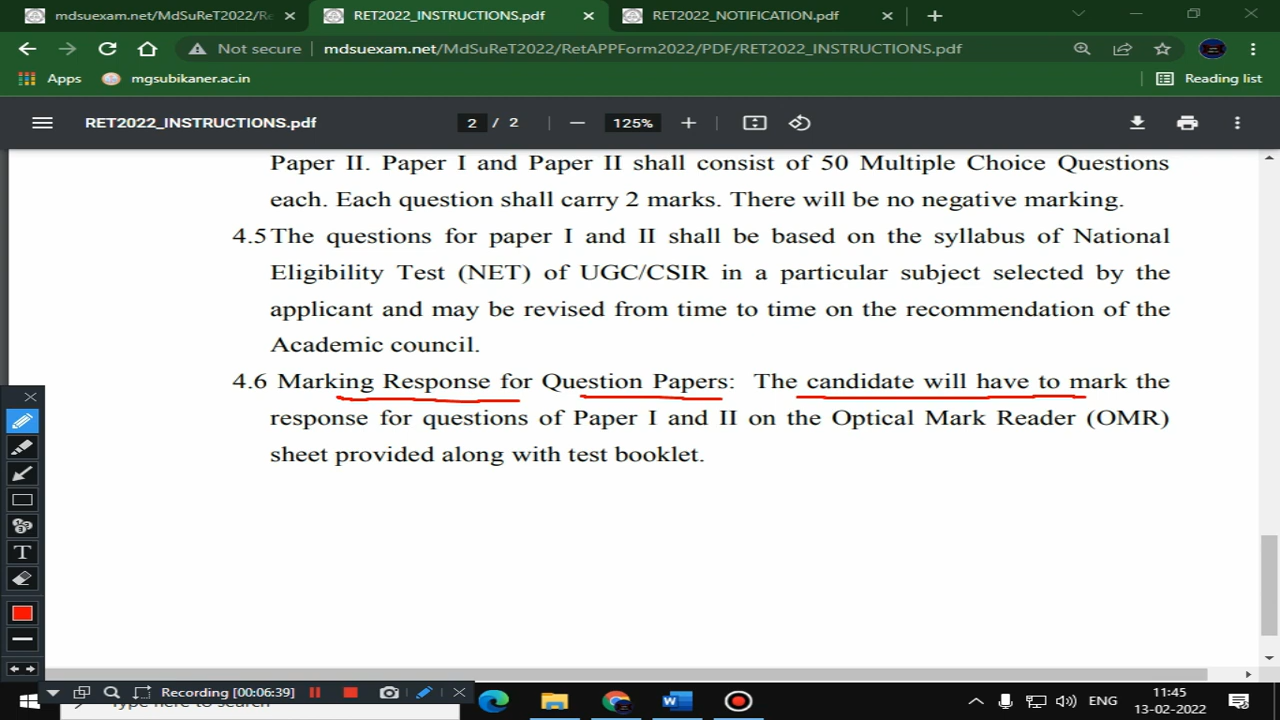 mdsuexam.net/MdSuReT2022/Re
RET2022_INSTRUCTIONS.pdf
RET2022_NOTIFICATION.pdf
Not secure
mdsuexam.net/MdSuReT2022/RetAPPForm2022/PDF/RET2022_INSTRUCTIONS.pdf
Apps
mgsubikaner.ac.in
Reading list
RET2022_INSTRUCTIONS.pdf
2 / 2
125%
Paper II. Paper I and Paper II shall consist of 50 Multiple Choice Questions
each. Each question shall carry 2 marks. There will be no negative marking.
4.5 The questions for paper I and II shall be based on the syllabus of National
Eligibility Test (NET) of UGC/CSIR in a particular subject selected by the
applicant and may be revised from time to time on the recommendation of the
Academic council.
4.6 Marking Response for Question Papers: The candidate will have to mark the
response for questions of Paper I and II on the Optical Mark Reader (OMR)
sheet provided along with test booklet.
T
Recording [00:06:39]
Type here to search
ENG
11:45
13-02-2022